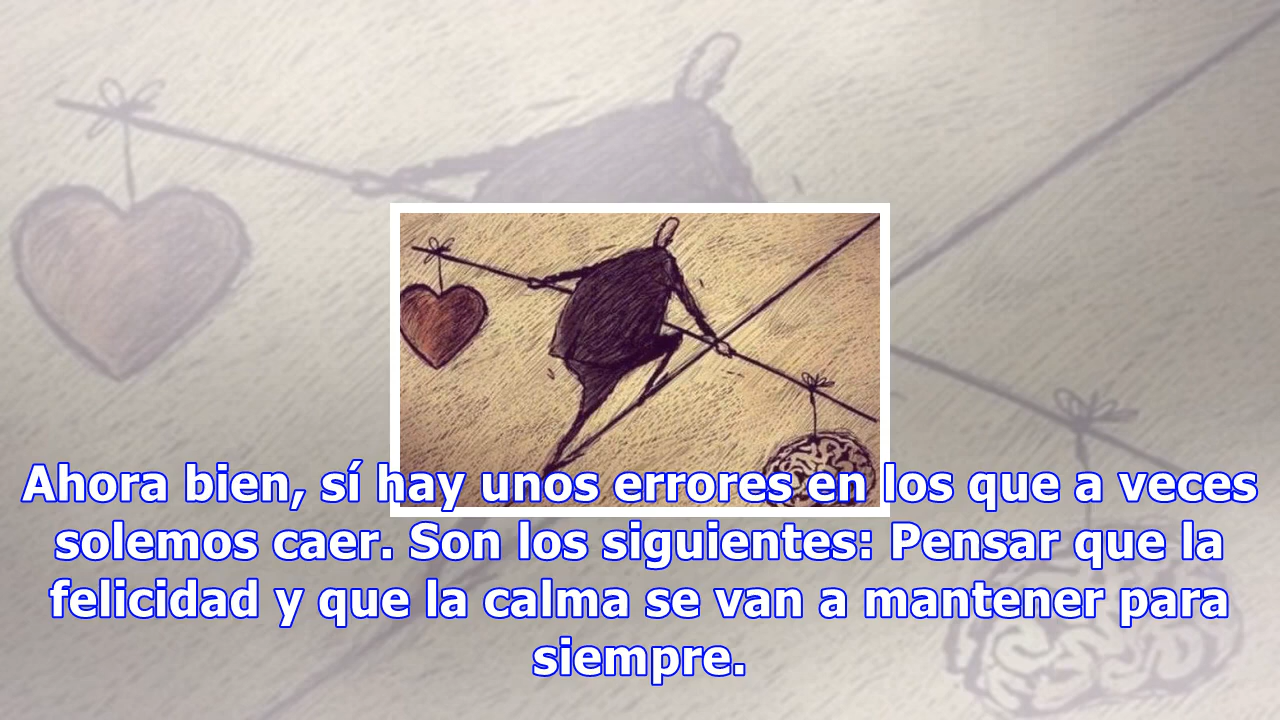 Ahora bien, sí hay unos errores en los que a veces
solemos caer. Son los siguientes: Pensar que la
felicidad y que la calma se van a mantener para
siempre.